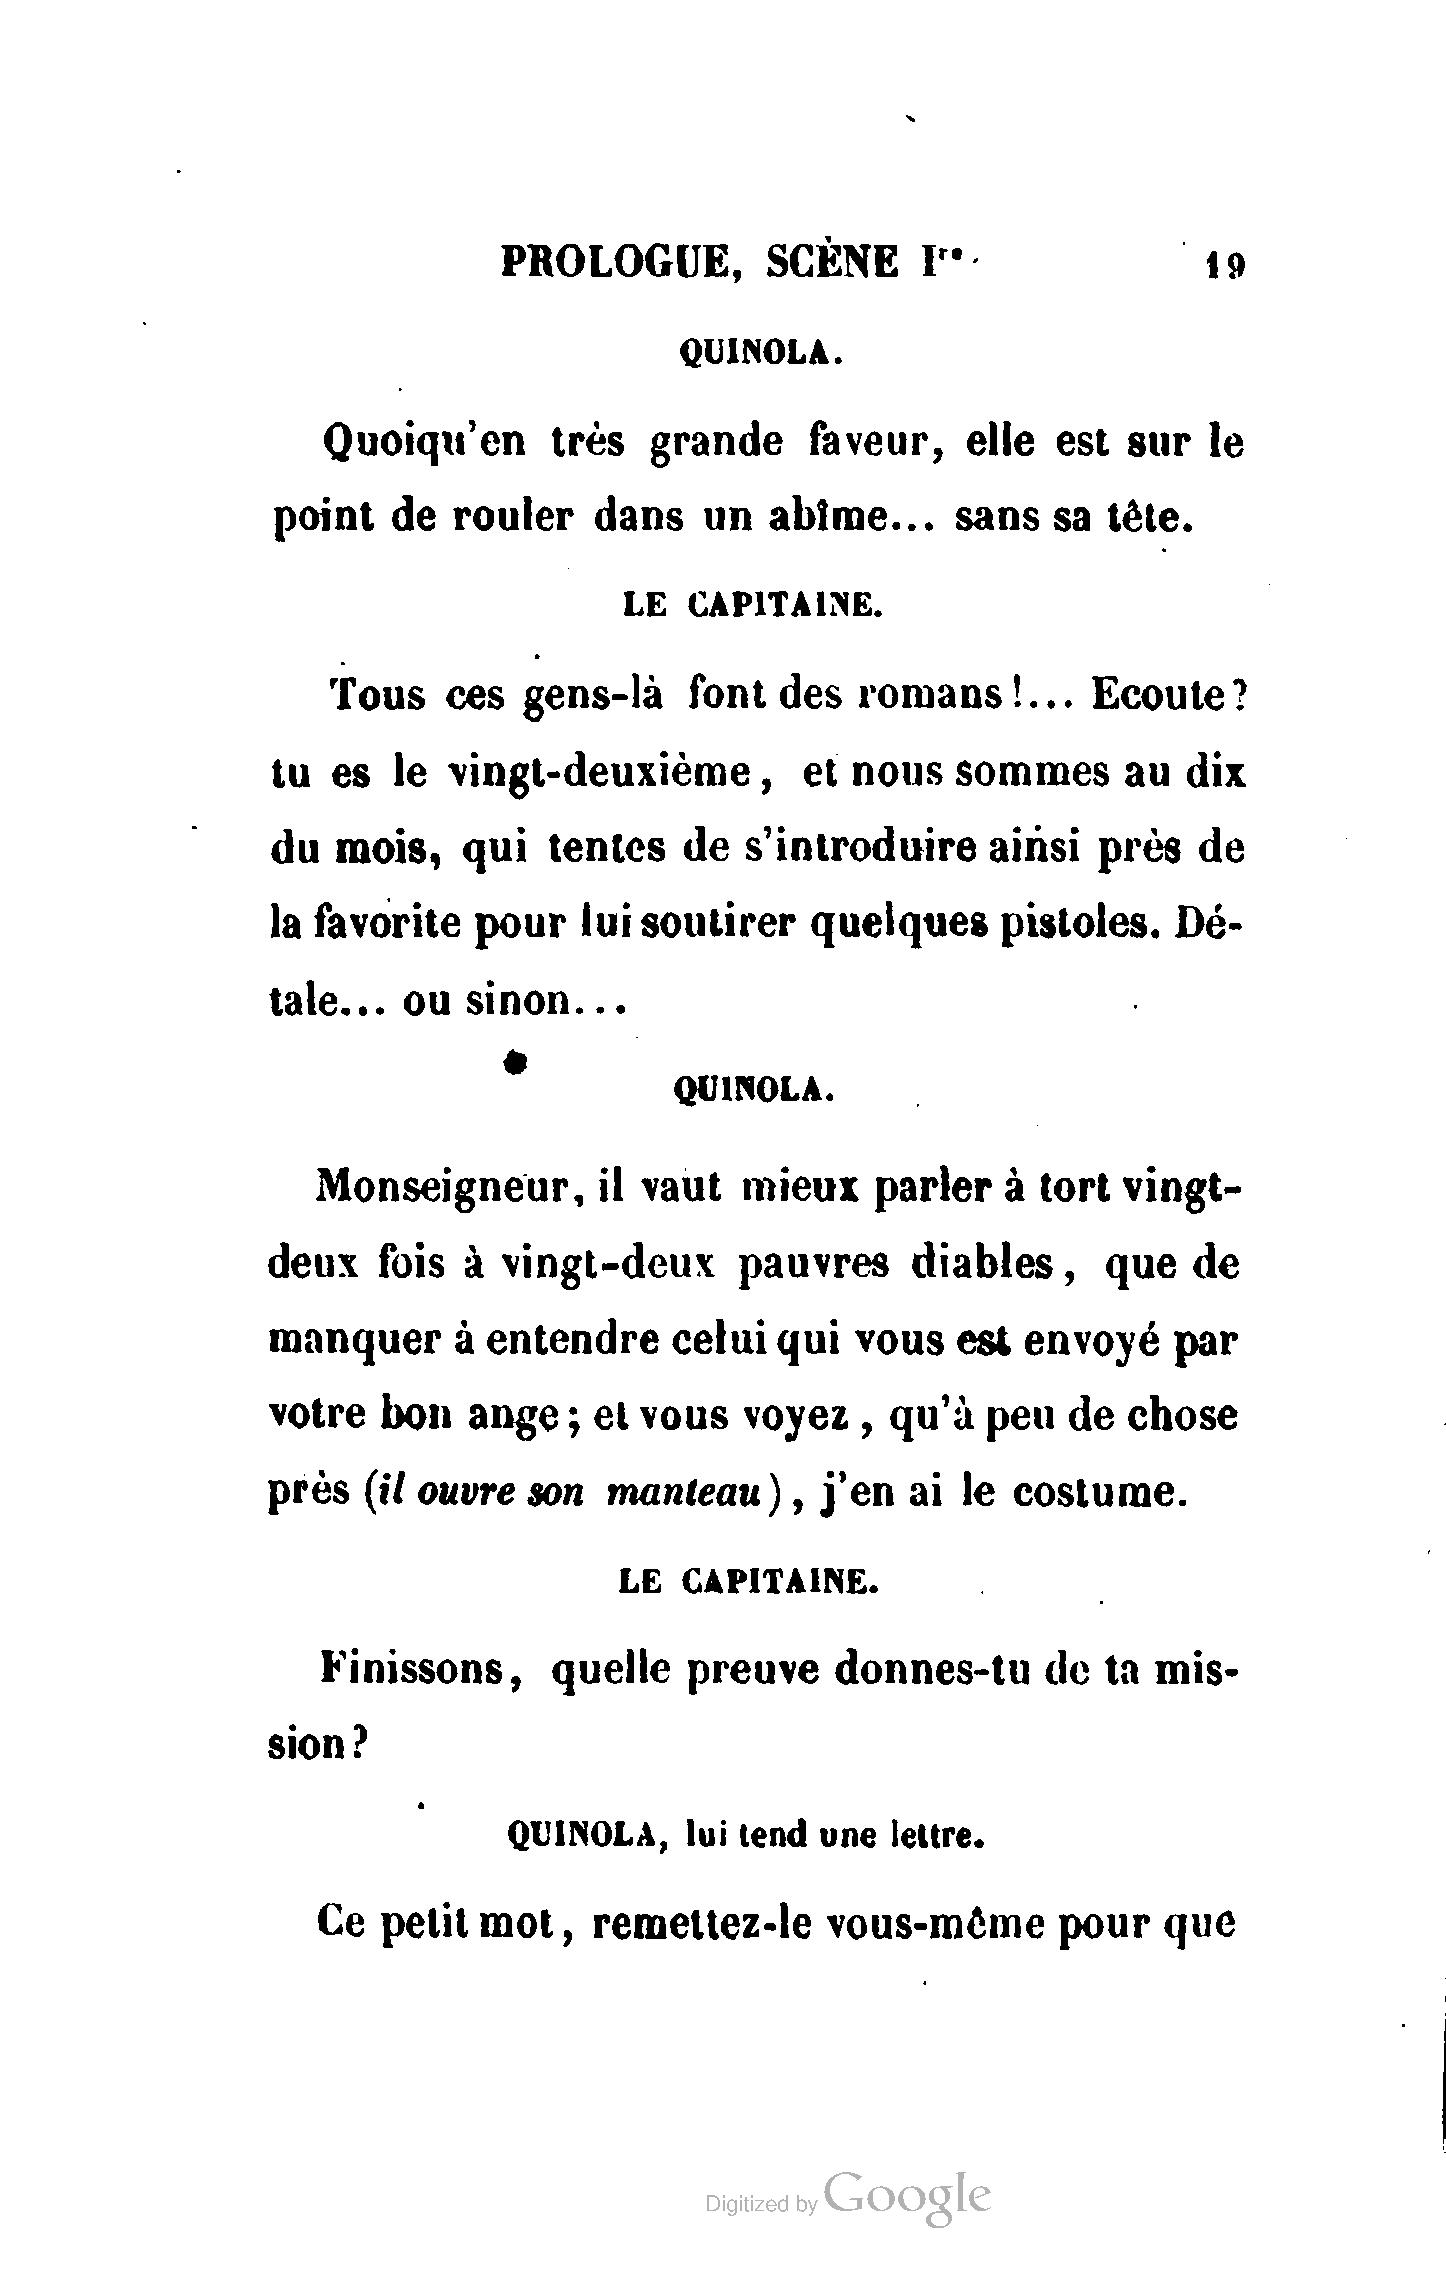 PROLOGUE, SCÈNE Ire. 19
QUINOLA.
Quoiqu'en très grande faveur, elle est sur le
point de rouler dans un abîme... sans sa tête.
LE CAPITAINE.
Tous ces gens-là font des romans!... Ecoute?
tu es le vingt-deuxième, et nous sommes au dix
du mois, qui tentes de s'introduire ainsi près de
la favorite pour lui soutirer quelques pistoles. Dé-
tale... ou sinon...
QUINOLA.
Monseigneur, il vaut mieux parler à tort vingt-
deux fois à vingt-deux pauvres diables, que de
manquer à entendre celui qui vous est envoyé par
votre bon ange; et vous voyez, qu'à peu de chose
près (il ouvre son manteau), j'en ai le costume.
LE CAPITAINE.
Finissons, quelle preuve donnes-tu de ta mis-
sion?
QUINOLA, lui tend une lettre.
Ce petit mot, remettez-le vous-même pour que
Digitized by Google